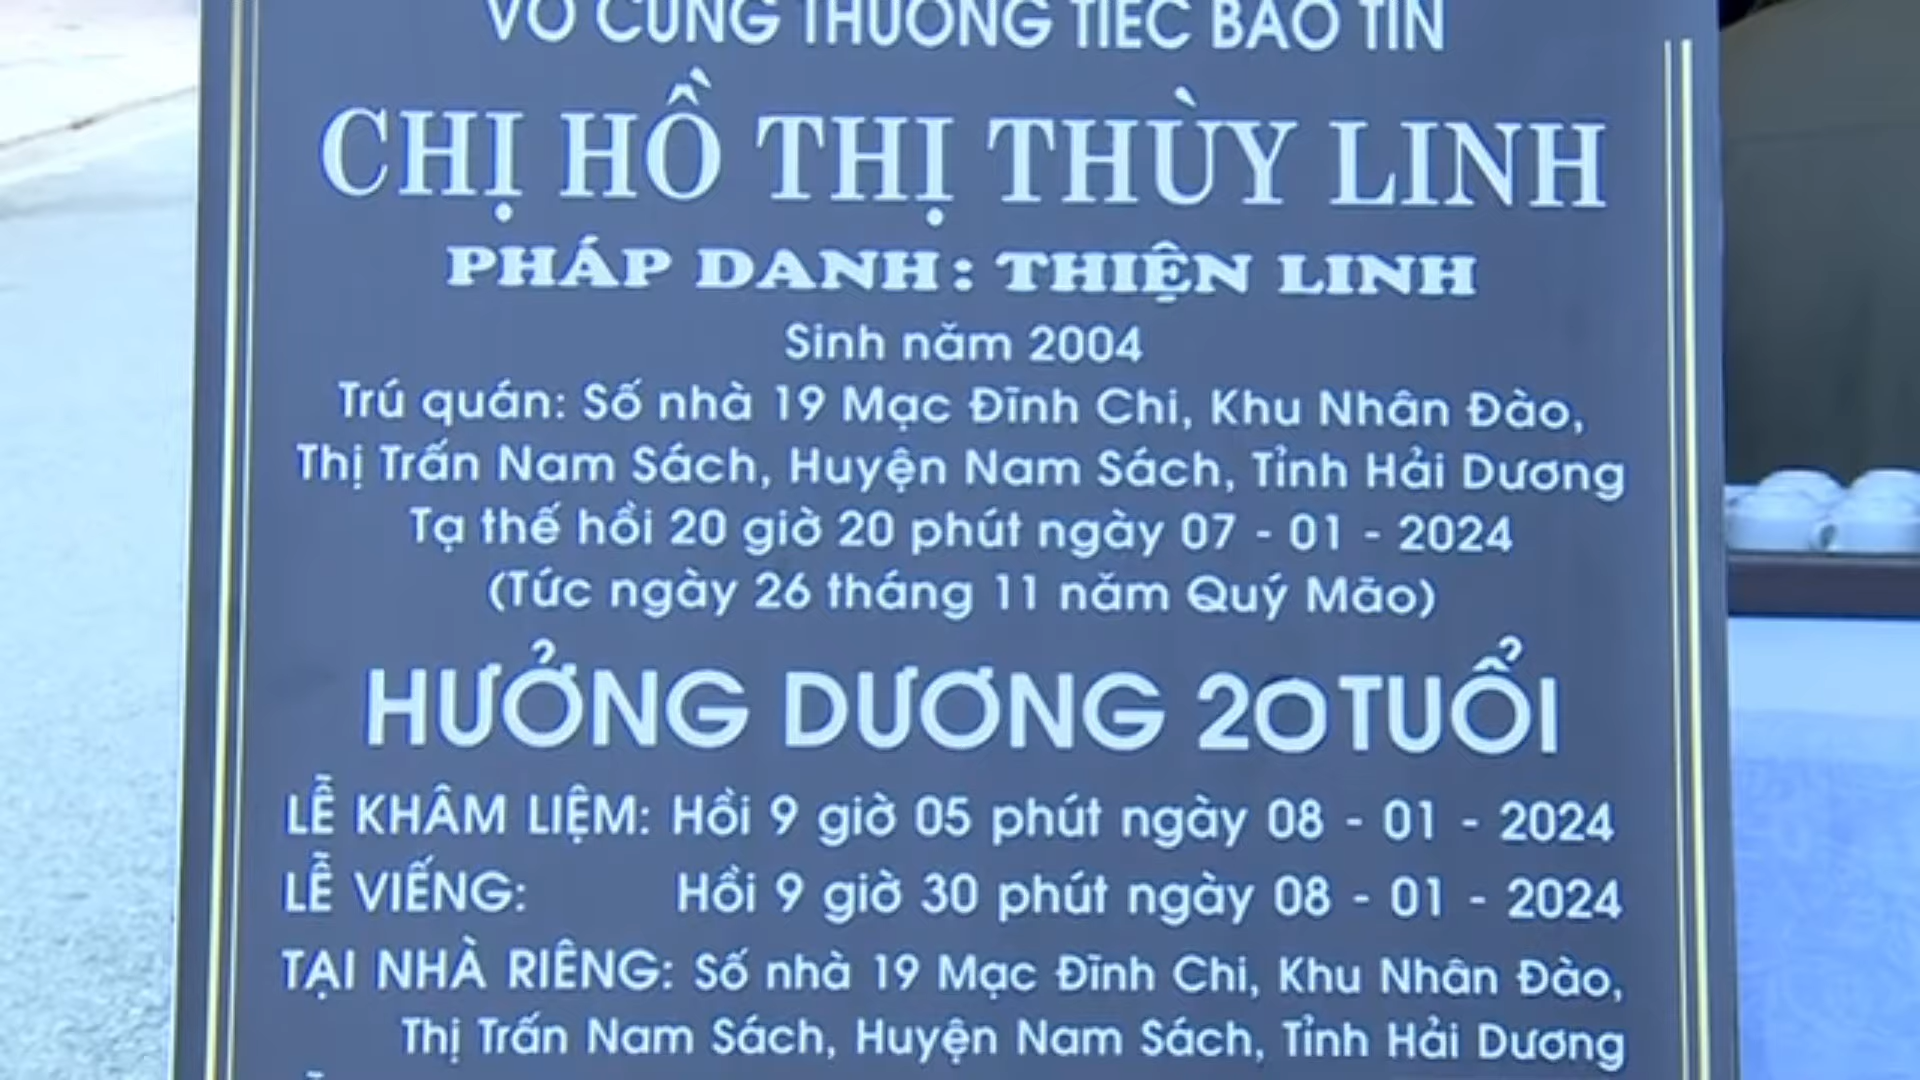 VÔ CÙNG THƯƠNG TIẾC BÁO TIN
CHỊ HỒ THỊ THÙY LINH
PHÁP DANH: THIỆN LINH
Sinh năm 2004
Trú quán: Số nhà 19 Mạc Đĩnh Chi, Khu Nhân Đào,
Thị Trấn Nam Sách, Huyện Nam Sách, Tỉnh Hải Dương
Tạ thế hồi 20 giờ 20 phút ngày 07 - 01 - 2024
(Tức ngày 26 tháng 11 năm Quý Mão)
HƯỞNG DƯƠNG 20 TUỔI
LỄ KHÂM LIỆM: Hồi 9 giờ 05 phút ngày 08 - 01 - 2024
LỄ VIẾNG: Hồi 9 giờ 30 phút ngày 08 - 01 - 2024
TẠI NHÀ RIÊNG: Số nhà 19 Mạc Đĩnh Chi, Khu Nhân Đào,
Thị Trấn Nam Sách, Huyện Nam Sách, Tỉnh Hải Dương